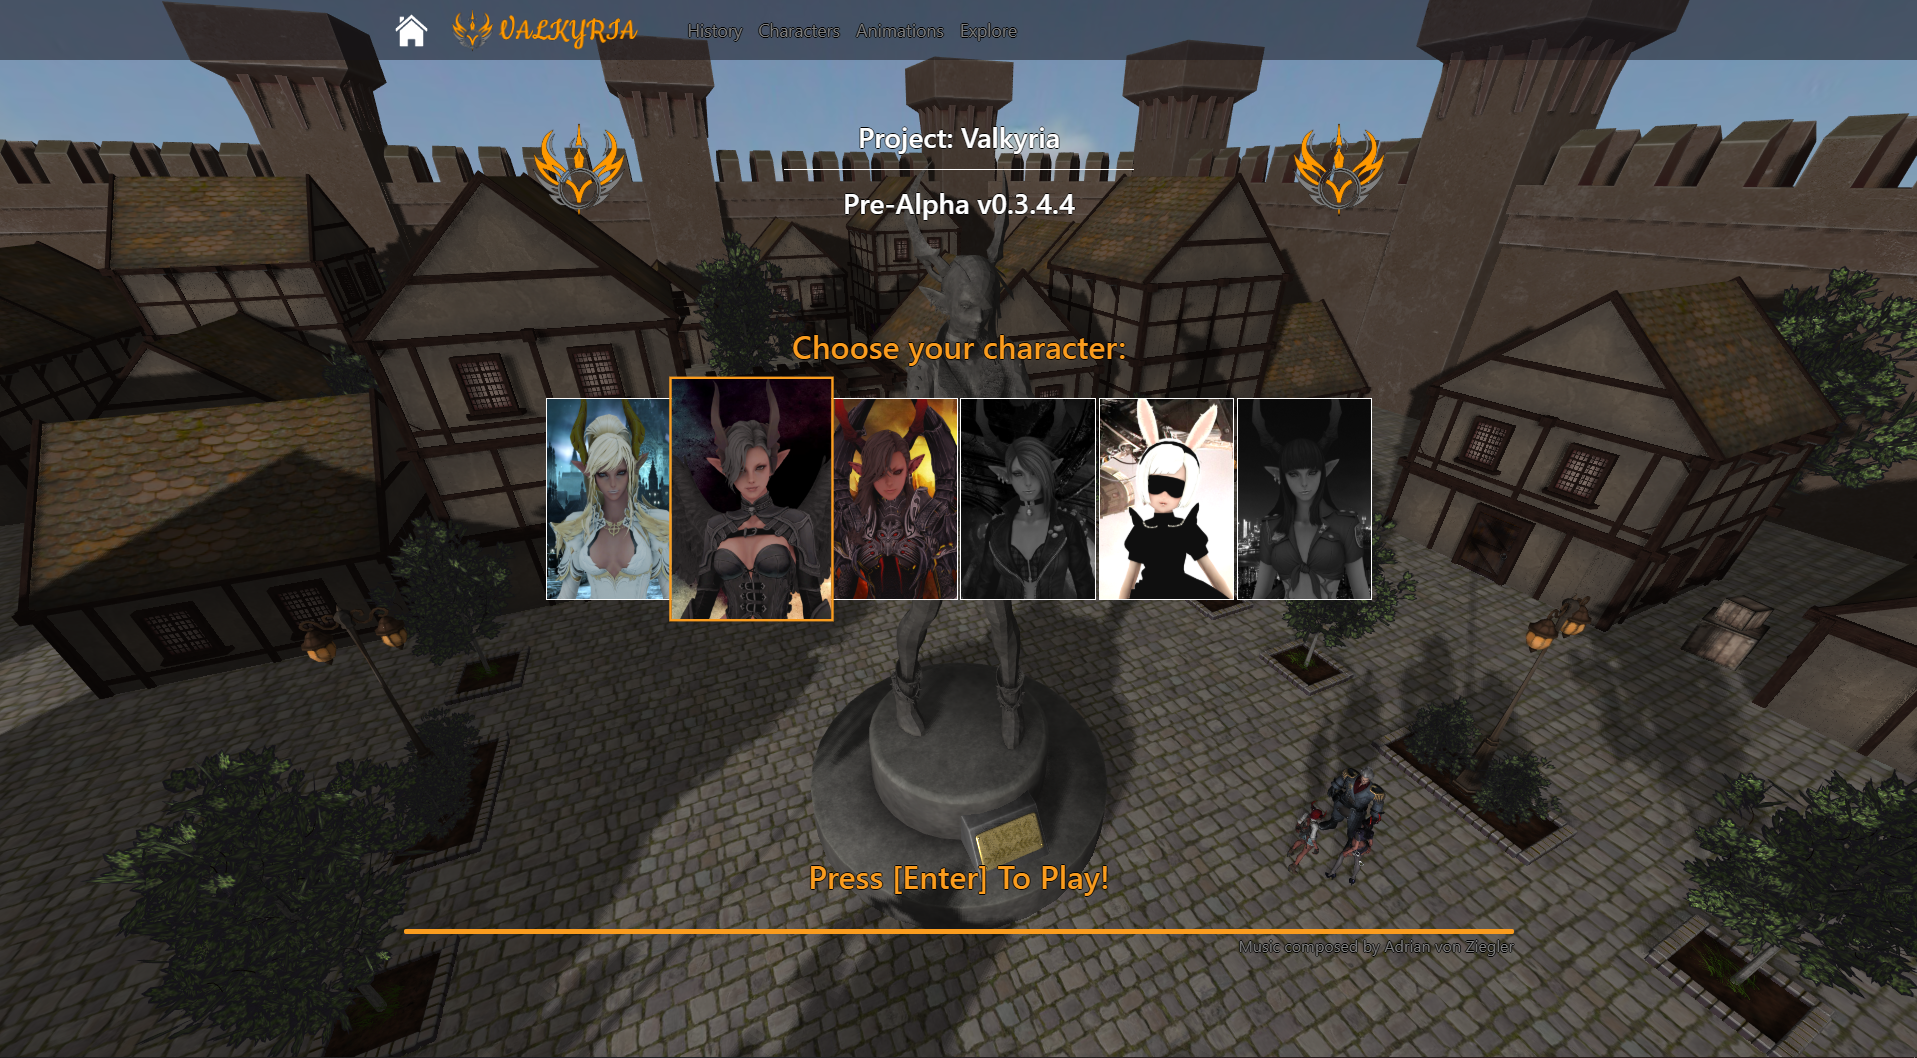 VALKYRIA
History Characters Animations Explore
Project: Valkyria
Pre-Alpha v0.3.4.4
Choose your character:
Press [Enter] To Play!
Music composed by Adrian von Ziegler